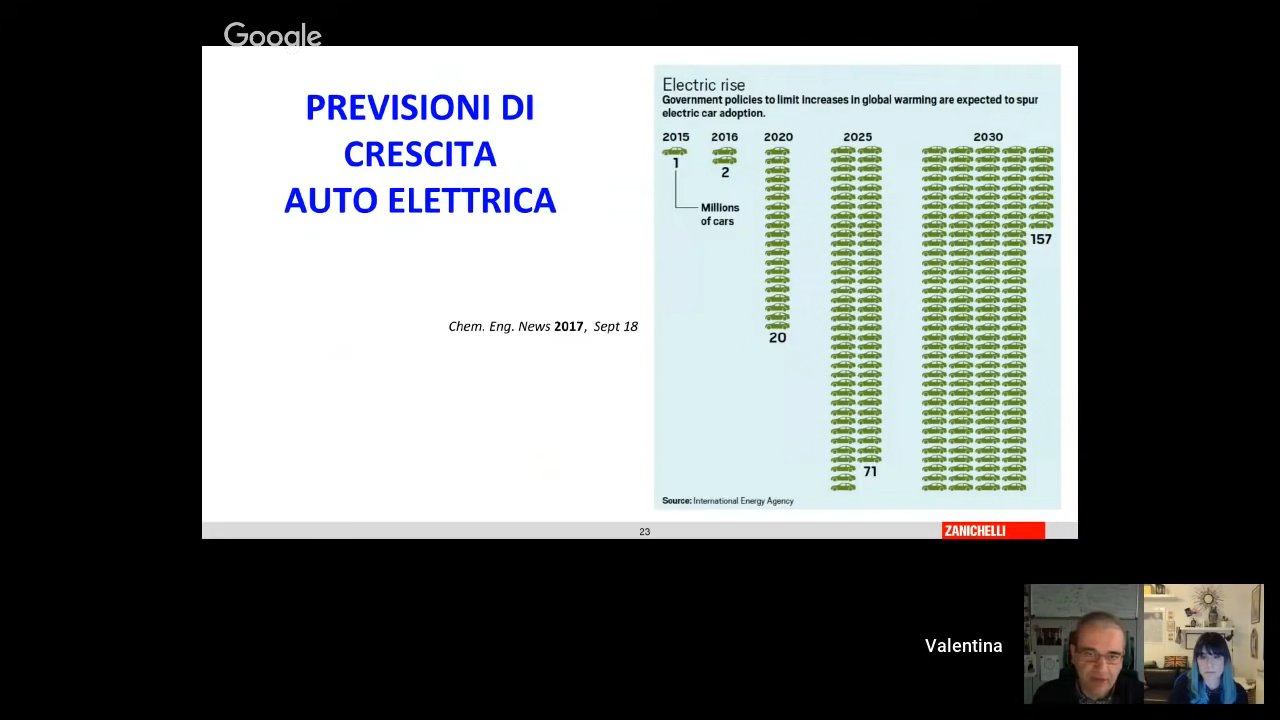 Google
PREVISIONI DI
CRESCITA
AUTO ELETTRICA
Chem. Eng. News 2017, Sept 18
Electric rise
Government policies to limit increases in global warming are expected to spur
electric car adoption.
2015 2016 2020 2025 2030
1
2
Millions
of cars
20
71
157
Source: International Energy Agency
23
ZANICHELLI
Valentina